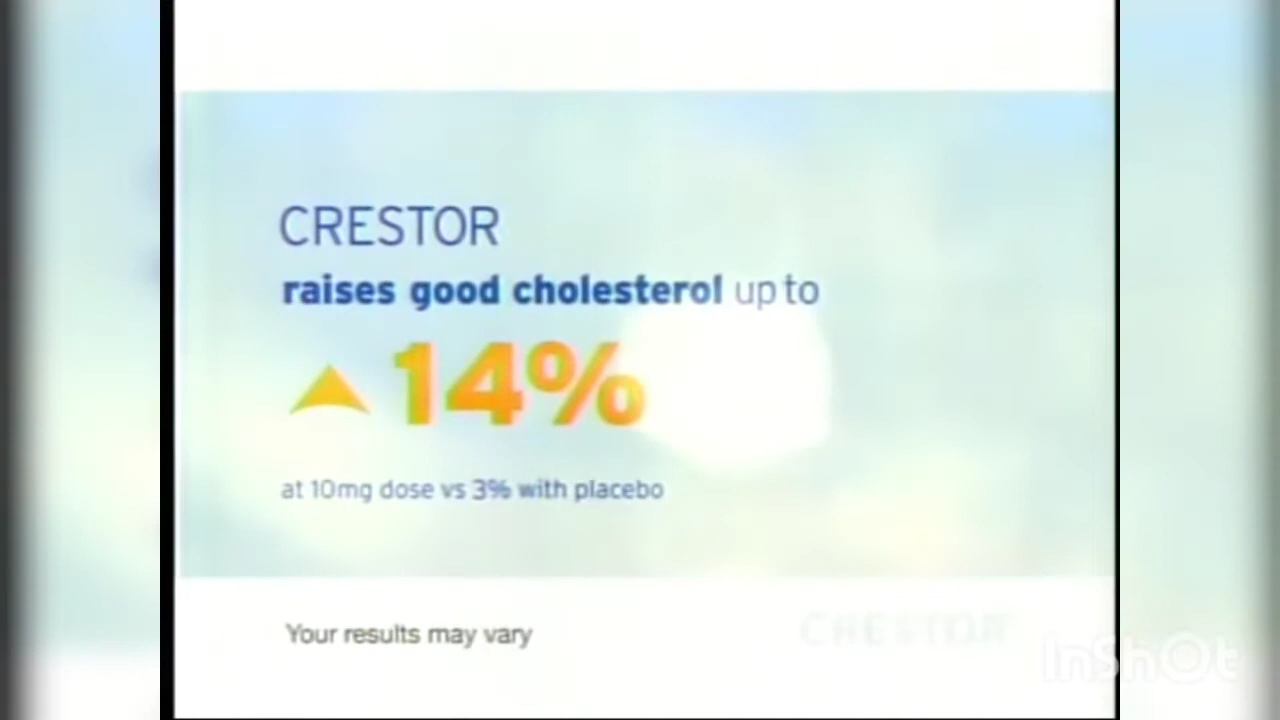 CRESTOR
raises good cholesterol up to
14%
at 10mg dose vs 3% with placebo
Your results may vary
CRESTOR
InShOt